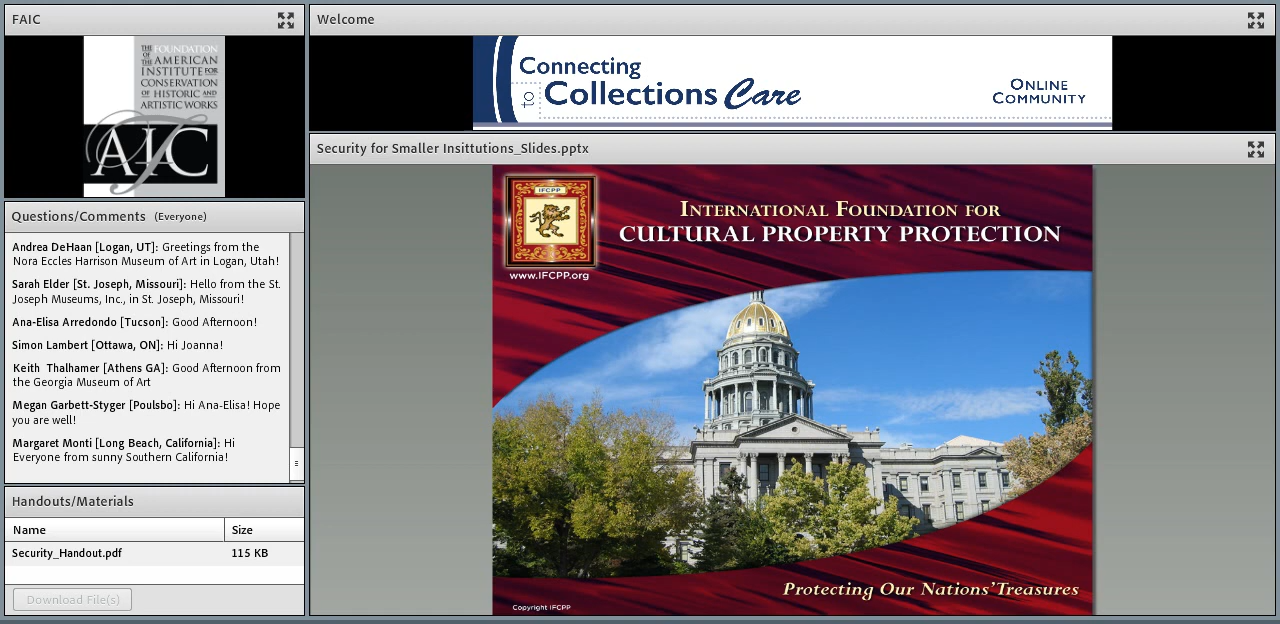 FAIC
THE FOUNDATION
OF THE AMERICAN
INSTITUTE FOR
CONSERVATION
OF HISTORIC AND
ARTISTIC WORKS
FAIC
Questions/Comments (Everyone)
Andrea DeHaan [Logan, UT]: Greetings from the
Nora Eccles Harrison Museum of Art in Logan, Utah!
Sarah Elder [St. Joseph, Missouri]: Hello from the St.
Joseph Museums, Inc., in St. Joseph, Missouri!
Ana-Elisa Arredondo [Tucson]: Good Afternoon!
Simon Lambert [Ottawa, ON]: Hi Joanna!
Keith Thalhamer [Athens GA]: Good Afternoon from
the Georgia Museum of Art
Megan Garbett-Styger [Poulsbo]: Hi Ana-Elisa! Hope
you are well!
Margaret Monti [Long Beach, California]: Hi
Everyone from sunny Southern California!
Handouts/Materials
Name Size
Security_Handout.pdf 115 KB
Download File(s)
Welcome
Connecting
to Collections Care
ONLINE
COMMUNITY
Security for Smaller Insittutions_Slides.pptx
IFCPP
www.IFCPP.org
INTERNATIONAL FOUNDATION FOR
CULTURAL PROPERTY PROTECTION
Protecting Our Nations' Treasures
Copyright IFCPP